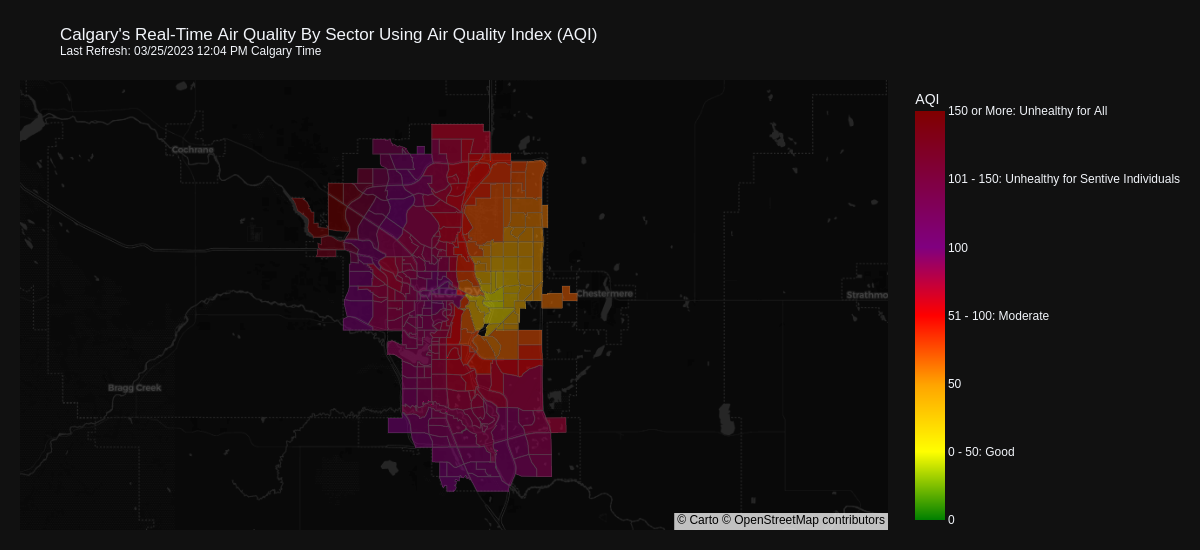 Calgary's Real-Time Air Quality By Sector Using Air Quality Index (AQI)
Last Refresh: 03/25/2023 12:04 PM Calgary Time
AQI
150 or More: Unhealthy for All
101 - 150: Unhealthy for Sentive Individuals
100
51 - 100: Moderate
50
0 - 50: Good
0
Cochrane
CALGARY
Chestermere
Strathmo
Bragg Creek
© Carto © OpenStreetMap contributors